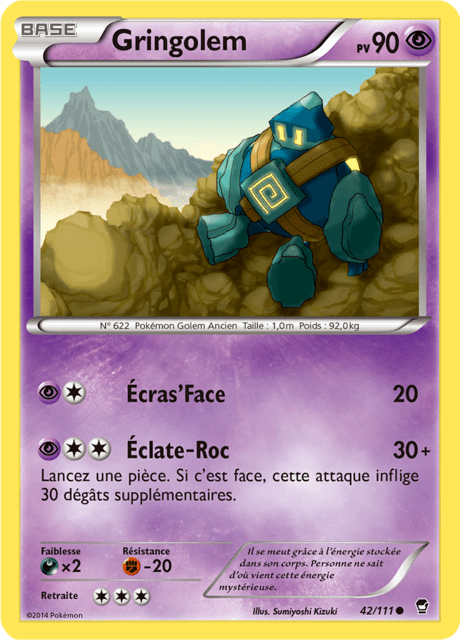 BASE
Gringolem
PV 90
N° 622 Pokémon Golem Ancien Taille : 1,0m Poids : 92,0kg
Écras'Face 20
Éclate-Roc 30+
Lancez une pièce. Si c'est face, cette attaque inflige
30 dégâts supplémentaires.
Faiblesse
×2
Résistance
-20
Retraite
Il se meut grâce à l'énergie stockée
dans son corps. Personne ne sait
d'où vient cette énergie
mystérieuse.
©2014 Pokémon
Illus. Sumiyoshi Kizuki
42/111